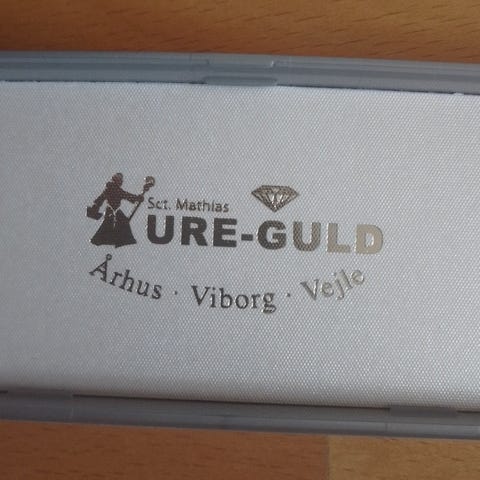 Sct. Mathias
URE-GULD
Århus · Viborg · Vejle